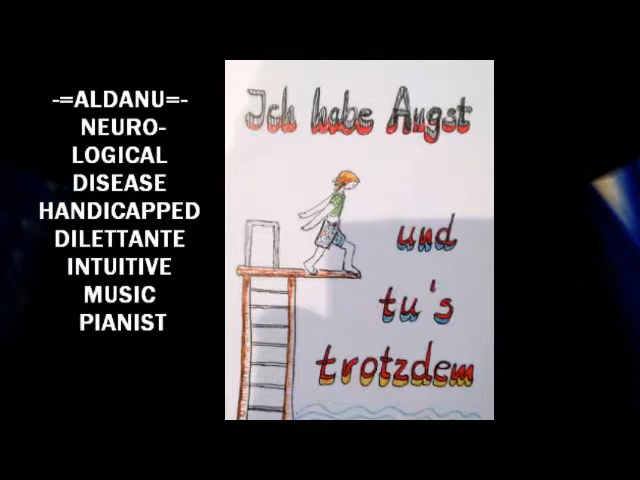 -=ALDANU=-
NEURO-
LOGICAL
DISEASE
HANDICAPPED
DILETTANTE
INTUITIVE
MUSIC
PIANIST
Ich habe Angst
und
tu's
trotzdem